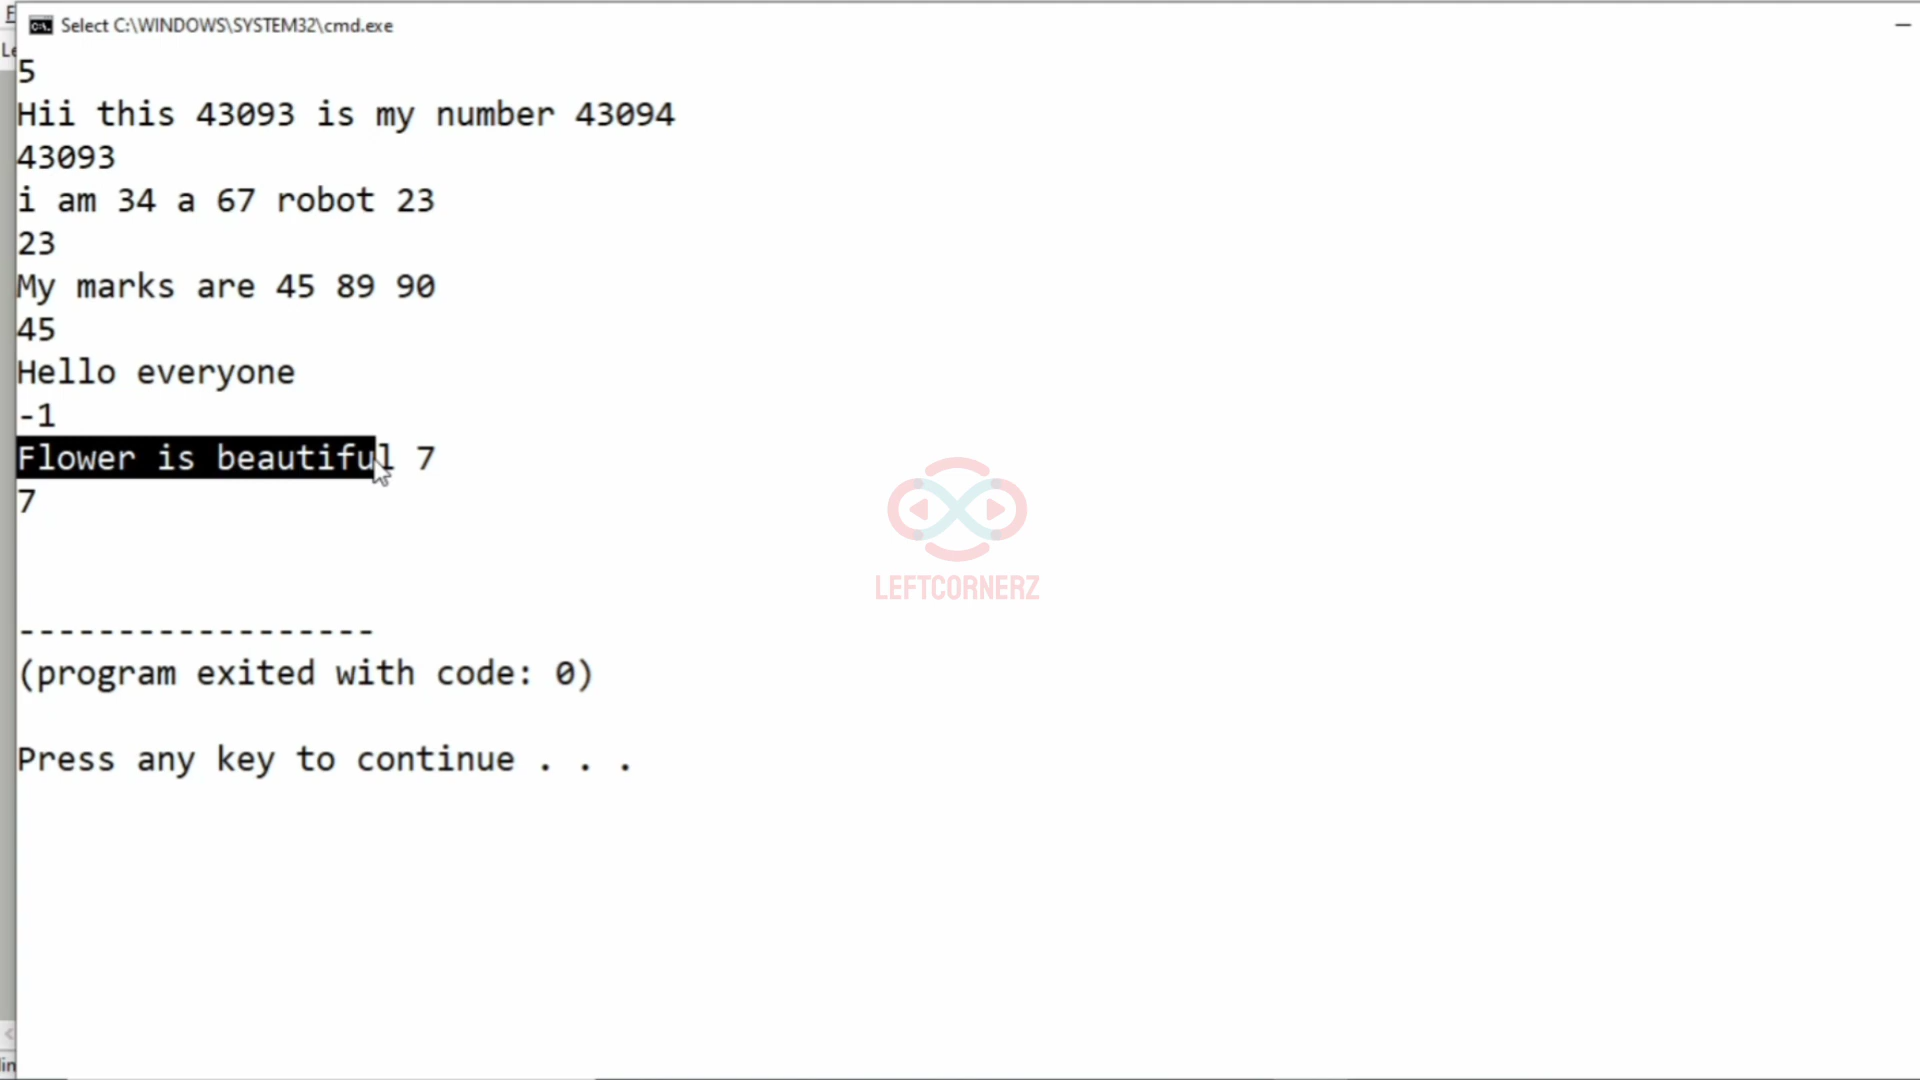 Select C:\WINDOWS\SYSTEM32\cmd.exe
5
Hii this 43093 is my number 43094
43093
i am 34 a 67 robot 23
23
My marks are 45 89 90
45
Hello everyone
-1
Flower is beautiful 7
7
LEFTCORNERZ
------------------
(program exited with code: 0)
Press any key to continue . . .